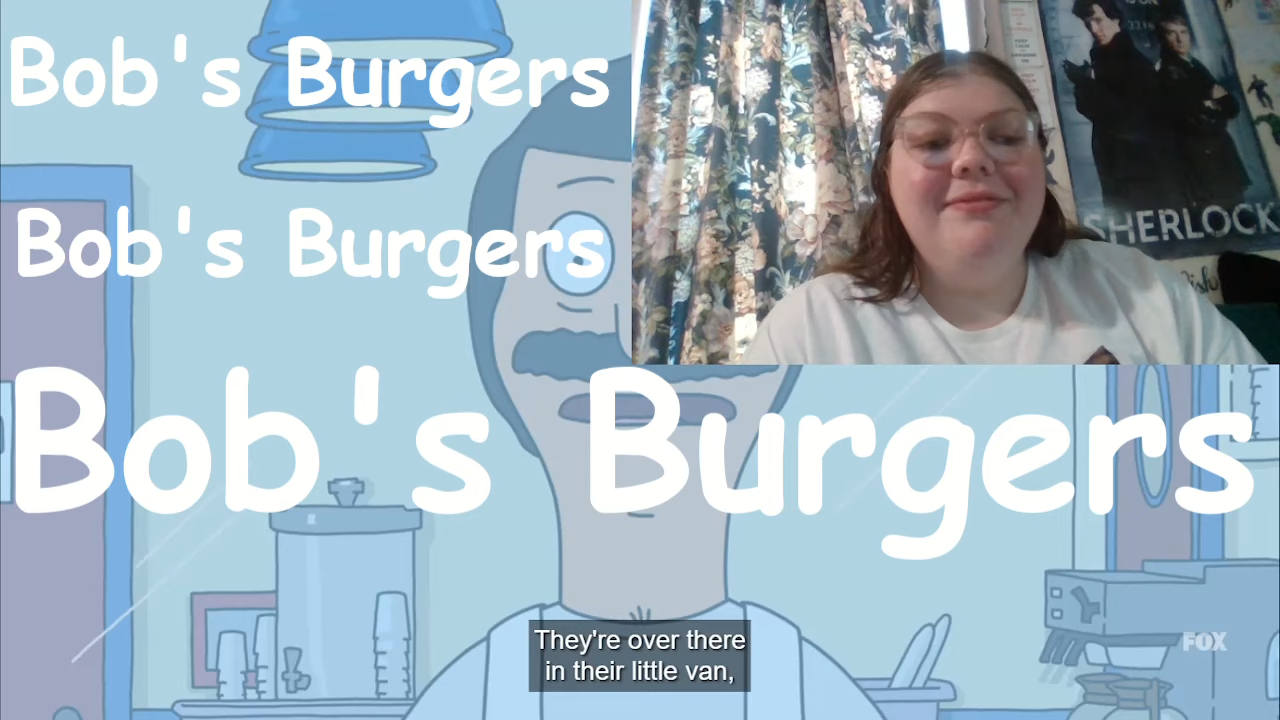 Bob's Burgers
Bob's Burgers
SHERLOCK
Bob's Burgers
They're over there
in their little van,
FOX